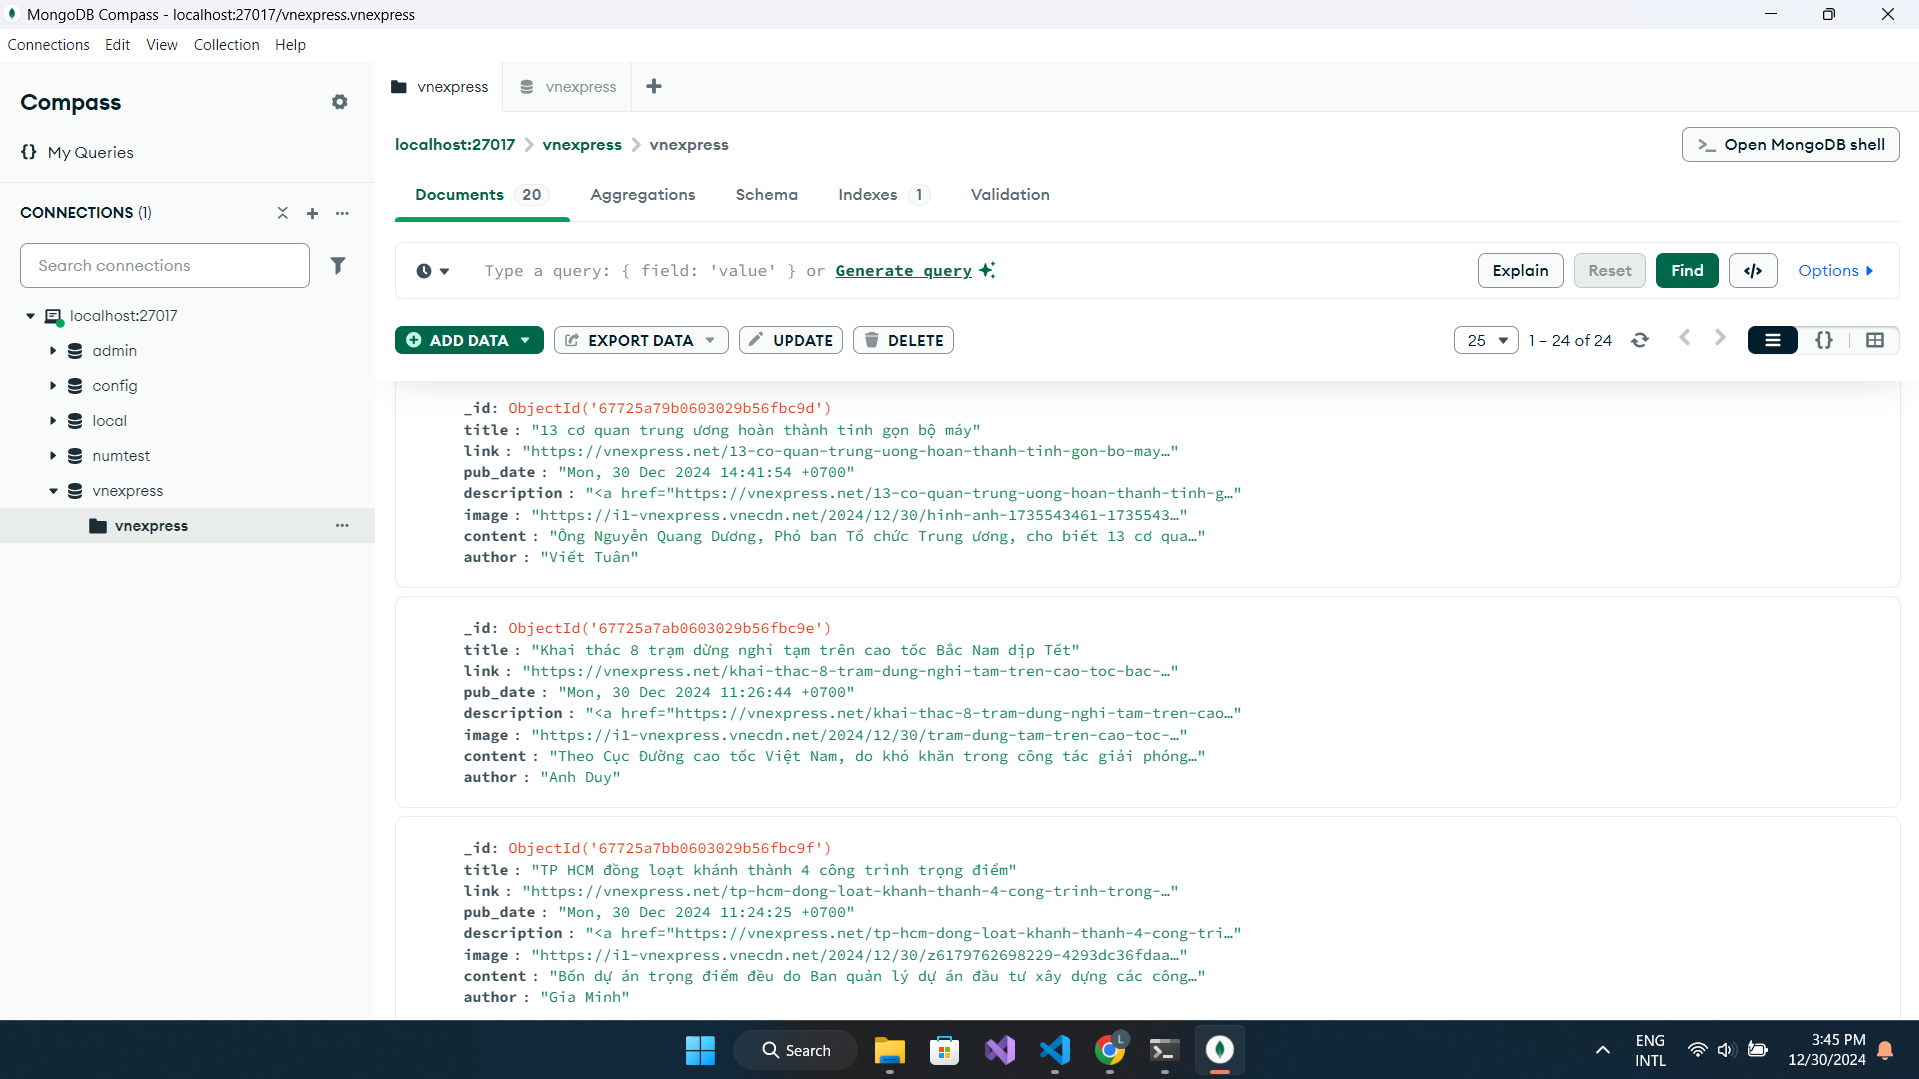 MongoDB Compass - localhost:27017/vnexpress.vnexpress
Connections Edit View Collection Help
Compass
{} My Queries
CONNECTIONS (1)
Search connections
localhost:27017
admin
config
local
numtest
vnexpress
vnexpress
vnexpress vnexpress
localhost:27017 > vnexpress > vnexpress
>_ Open MongoDB shell
Documents 20 Aggregations Schema Indexes 1 Validation
Type a query: { field: 'value' } or Generate query
Explain Reset Find </> Options
ADD DATA EXPORT DATA UPDATE DELETE
25 1 – 24 of 24 {}
_id: ObjectId('67725a79b0603029b56fbc9d')
title : "13 cơ quan trung ương hoàn thành tinh gọn bộ máy"
link : "https://vnexpress.net/13-co-quan-trung-uong-hoan-thanh-tinh-gon-bo-may…"
pub_date : "Mon, 30 Dec 2024 14:41:54 +0700"
description : "<a href="https://vnexpress.net/13-co-quan-trung-uong-hoan-thanh-tinh-g…"
image : "https://i1-vnexpress.vnecdn.net/2024/12/30/hinh-anh-1735543461-1735543…"
content : "Ông Nguyễn Quang Dương, Phó ban Tổ chức Trung ương, cho biết 13 cơ qua…"
author : "Viết Tuân"
_id: ObjectId('67725a7ab0603029b56fbc9e')
title : "Khai thác 8 trạm dừng nghỉ tạm trên cao tốc Bắc Nam dịp Tết"
link : "https://vnexpress.net/khai-thac-8-tram-dung-nghi-tam-tren-cao-toc-bac-…"
pub_date : "Mon, 30 Dec 2024 11:26:44 +0700"
description : "<a href="https://vnexpress.net/khai-thac-8-tram-dung-nghi-tam-tren-cao…"
image : "https://i1-vnexpress.vnecdn.net/2024/12/30/tram-dung-tam-tren-cao-toc-…"
content : "Theo Cục Đường cao tốc Việt Nam, do khó khăn trong công tác giải phóng…"
author : "Anh Duy"
_id: ObjectId('67725a7bb0603029b56fbc9f')
title : "TP HCM đồng loạt khánh thành 4 công trình trọng điểm"
link : "https://vnexpress.net/tp-hcm-dong-loat-khanh-thanh-4-cong-trinh-trong-…"
pub_date : "Mon, 30 Dec 2024 11:24:25 +0700"
description : "<a href="https://vnexpress.net/tp-hcm-dong-loat-khanh-thanh-4-cong-tri…"
image : "https://i1-vnexpress.vnecdn.net/2024/12/30/z6179762698229-4293dc36fdaa…"
content : "Bốn dự án trọng điểm đều do Ban quản lý dự án đầu tư xây dựng các công…"
author : "Gia Minh"
Search
L
ENG
INTL
3:45 PM
12/30/2024